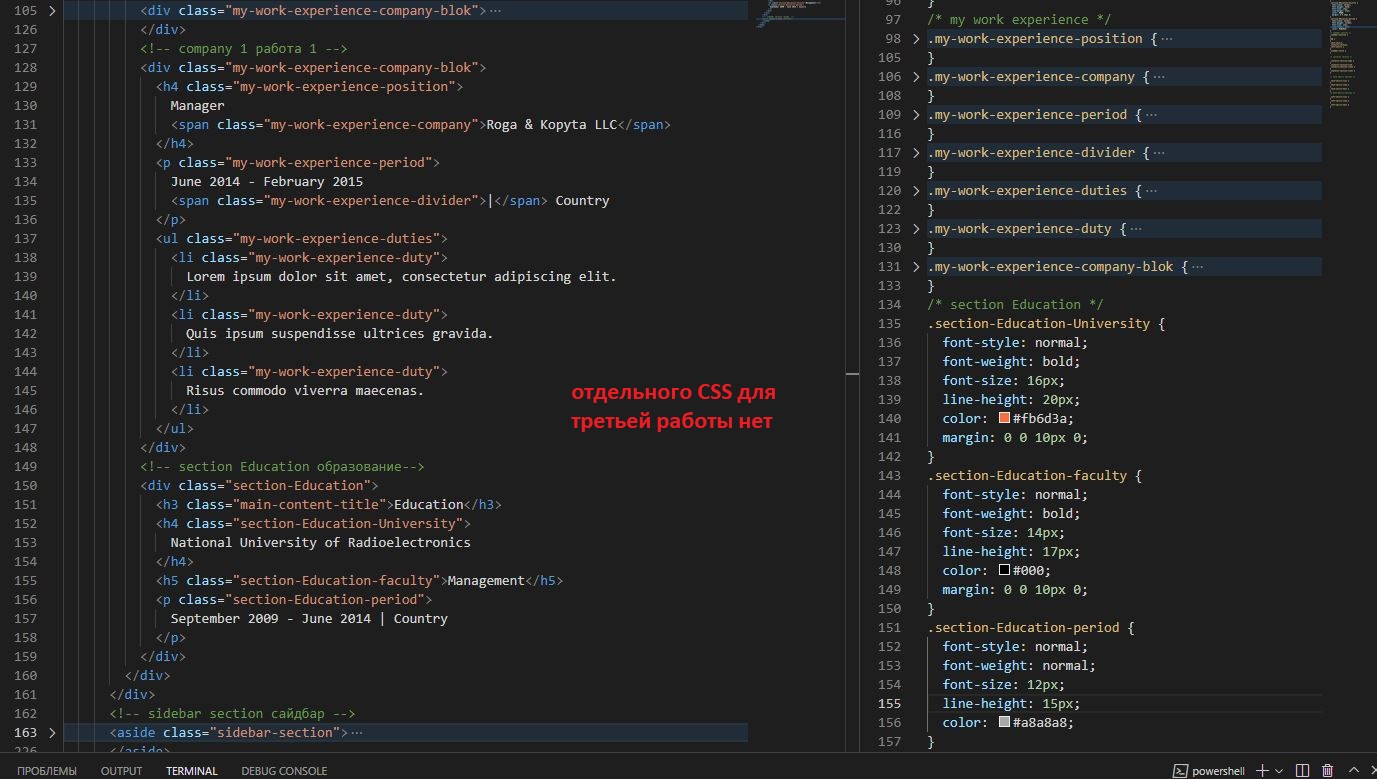 105 > <div class="my-work-experience-company-blok">···
126 </div>
127 <!-- company 1 работа 1 -->
128 <div class="my-work-experience-company-blok">
129 <h4 class="my-work-experience-position">
130 Manager
131 <span class="my-work-experience-company">Roga & Kopyta LLC</span>
132 </h4>
133 <p class="my-work-experience-period">
134 June 2014 - February 2015
135 <span class="my-work-experience-divider">|</span> Country
136 </p>
137 <ul class="my-work-experience-duties">
138 <li class="my-work-experience-duty">
139 Lorem ipsum dolor sit amet, consectetur adipiscing elit.
140 </li>
141 <li class="my-work-experience-duty">
142 Quis ipsum suspendisse ultrices gravida.
143 </li>
144 <li class="my-work-experience-duty">
145 Risus commodo viverra maecenas.
146 </li>
147 </ul>
148 </div>
149 <!-- section Education образование-->
150 <div class="section-Education">
151 <h3 class="main-content-title">Education</h3>
152 <h4 class="section-Education-University">
153 National University of Radioelectronics
154 </h4>
155 <h5 class="section-Education-faculty">Management</h5>
156 <p class="section-Education-period">
157 September 2009 - June 2014 | Country
158 </p>
159 </div>
160 </div>
161 </div>
162 <!-- sidebar section сайдбар -->
163 > <aside class="sidebar-section">···
226 </aside>
отдельного CSS для
третьей работы нет
96 }
97 /* my work experience */
98 > .my-work-experience-position {···
105 }
106 > .my-work-experience-company {···
108 }
109 > .my-work-experience-period {···
116 }
117 > .my-work-experience-divider {···
119 }
120 > .my-work-experience-duties {···
122 }
123 > .my-work-experience-duty {···
130 }
131 > .my-work-experience-company-blok {···
133 }
134 /* section Education */
135 .section-Education-University {
136 font-style: normal;
137 font-weight: bold;
138 font-size: 16px;
139 line-height: 20px;
140 color: #fb6d3a;
141 margin: 0 0 10px 0;
142 }
143 .section-Education-faculty {
144 font-style: normal;
145 font-weight: bold;
146 font-size: 14px;
147 line-height: 17px;
148 color: #000;
149 margin: 0 0 10px 0;
150 }
151 .section-Education-period {
152 font-style: normal;
153 font-weight: normal;
154 font-size: 12px;
155 line-height: 15px;
156 color: #a8a8a8;
157 }
ПРОБЛЕМЫ OUTPUT TERMINAL DEBUG CONSOLE
powershell